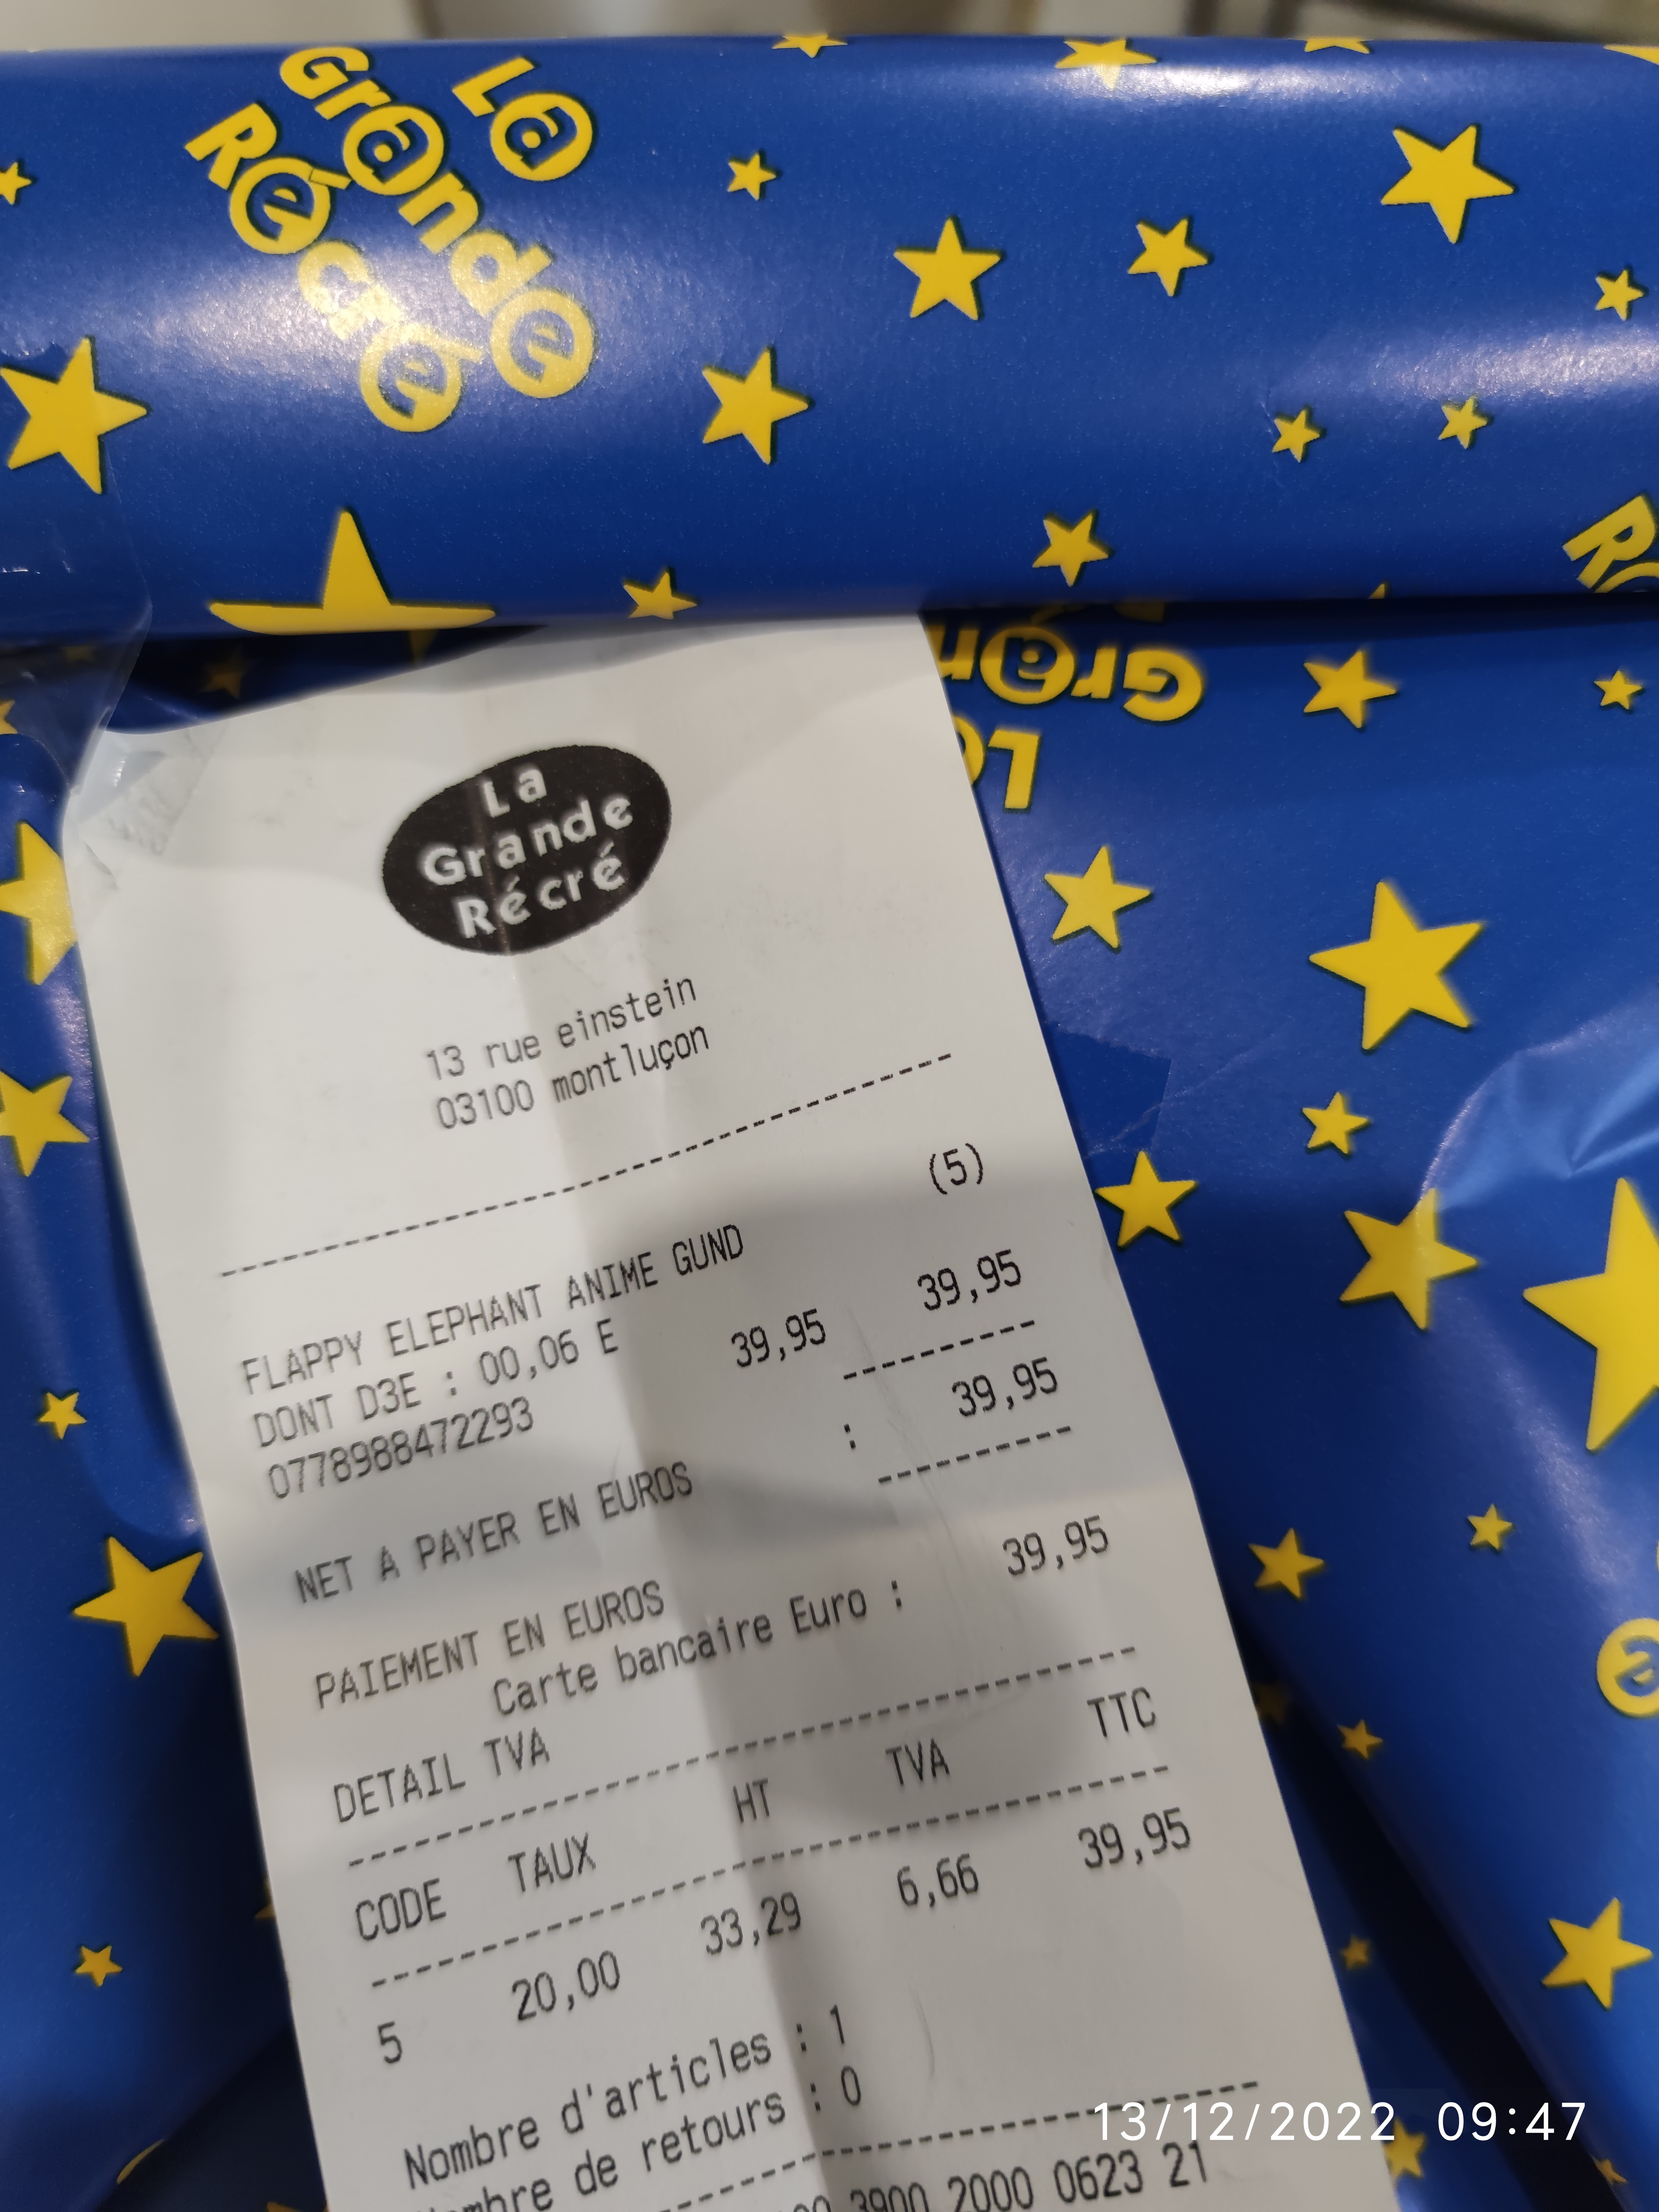 La
Grande
Récré
Gran
La
La
Grande
Récré
13 rue einstein
03100 montluçon
(5)
FLAPPY ELEPHANT ANIME GUND
DONT D3E : 00,06 E 39,95 39,95
0778988472293
NET A PAYER EN EUROS : 39,95
PAIEMENT EN EUROS
Carte bancaire Euro : 39,95
DETAIL TVA
CODE TAUX HT TVA TTC
5 20,00 33,29 6,66 39,95
Nombre d'articles : 1
Nombre de retours : 0
3900 2000 0623 21
13/12/2022 09:47